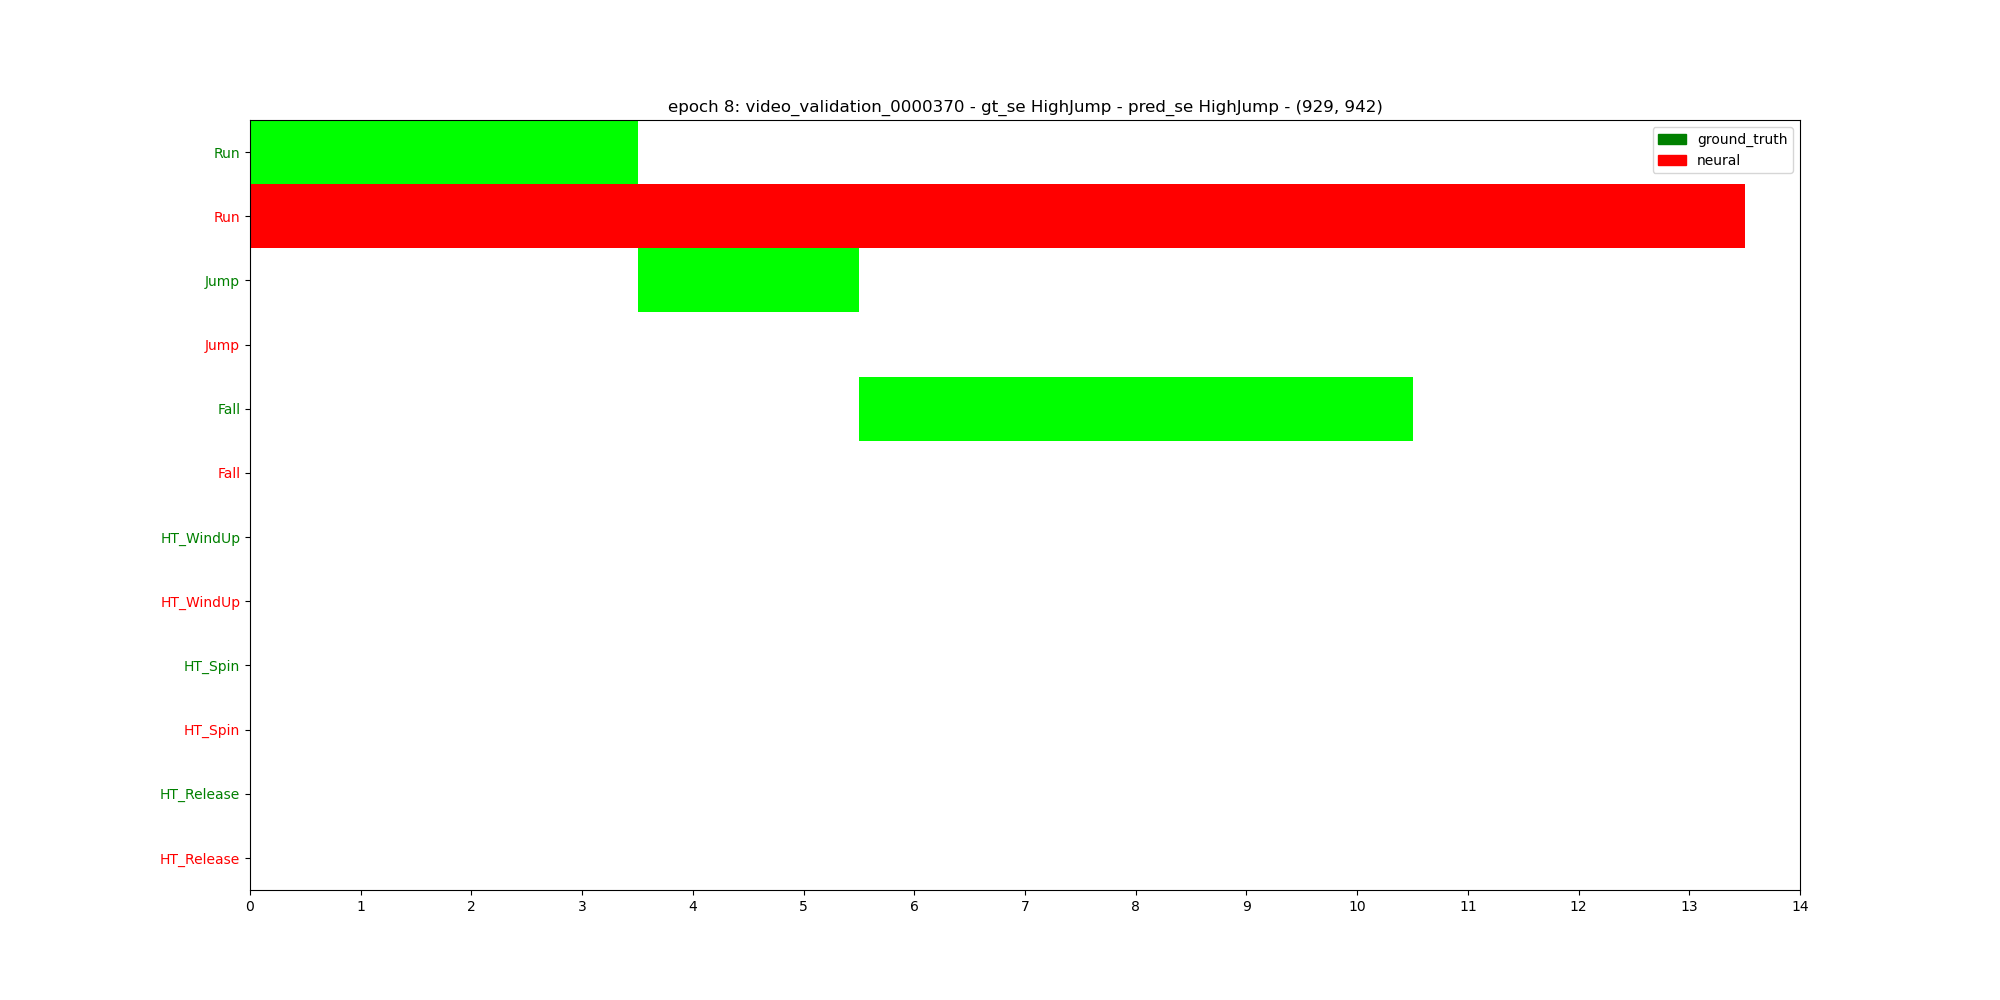 epoch 8: video_validation_0000370 - gt_se HighJump - pred_se HighJump - (929, 942)
ground_truth
neural
Run
Run
Jump
Jump
Fall
Fall
HT_WindUp
HT_WindUp
HT_Spin
HT_Spin
HT_Release
HT_Release
0 1 2 3 4 5 6 7 8 9 10 11 12 13 14